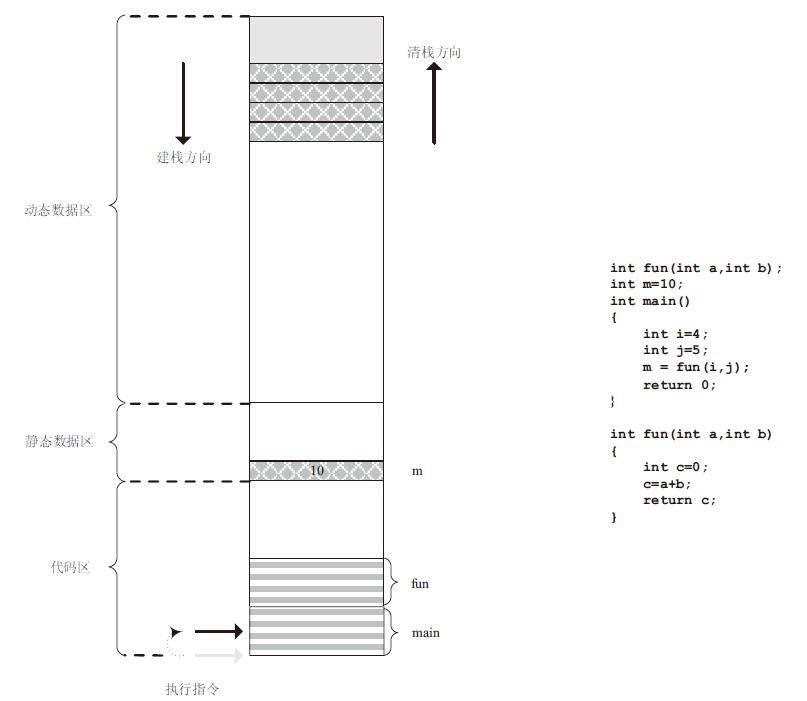 清栈方向
建栈方向
动态数据区
int fun(int a,int b);
int m=10;
int main()
{
    int i=4;
    int j=5;
    m = fun(i,j);
    return 0;
}
int fun(int a,int b)
{
    int c=0;
    c=a+b;
    return c;
}
静态数据区
10
m
代码区
fun
main
执行指令